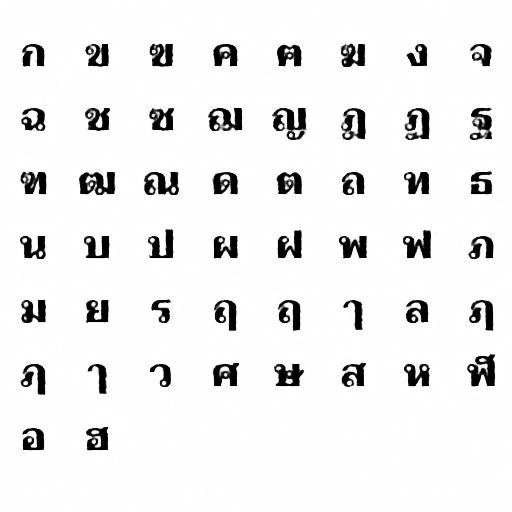 ก ข ฃ ค ฅ ฆ ง จ
ฉ ช ซ ฌ ญ ฎ ฏ ฐ
ฑ ฒ ณ ด ต ถ ท ธ
น บ ป ผ ฝ พ ฟ ภ
ม ย ร ฤ ฤ ๅ ล ฦ
ฦ ๅ ว ศ ษ ส ห ฬ
อ ฮ